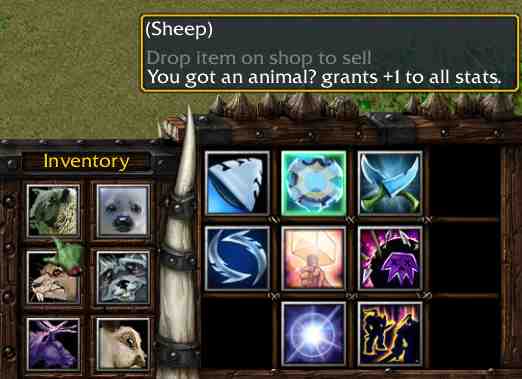 (Sheep)
Drop item on shop to sell
You got an animal? grants +1 to all stats.
Inventory